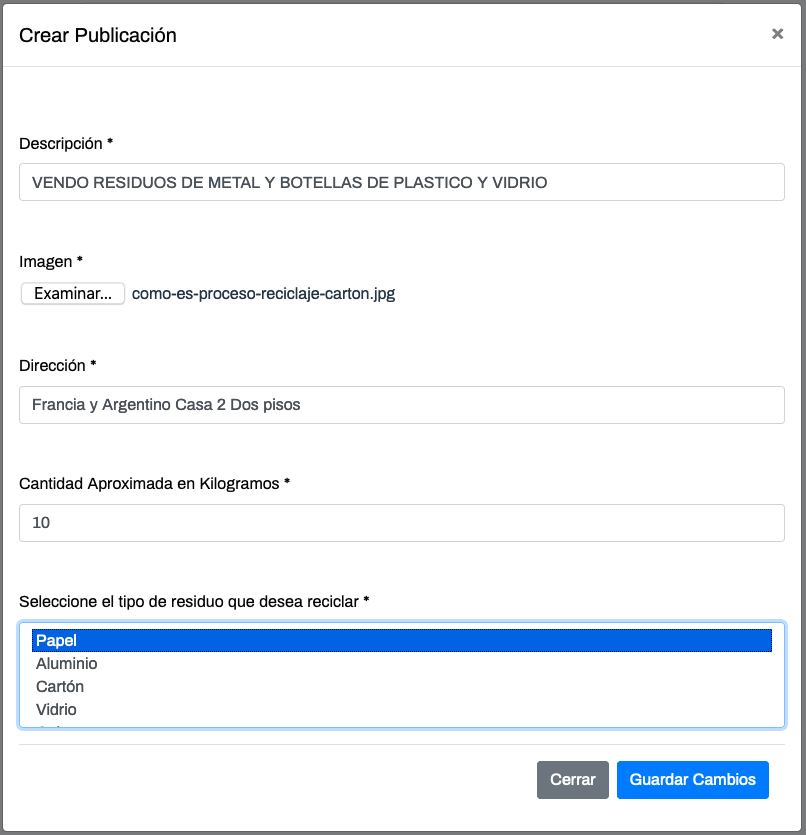 Crear Publicación
×
Descripción *
VENDO RESIDUOS DE METAL Y BOTELLAS DE PLASTICO Y VIDRIO
Imagen *
Examinar... como-es-proceso-reciclaje-carton.jpg
Dirección *
Francia y Argentino Casa 2 Dos pisos
Cantidad Aproximada en Kilogramos *
10
Seleccione el tipo de residuo que desea reciclar *
Papel
Aluminio
Cartón
Vidrio
Cerrar Guardar Cambios